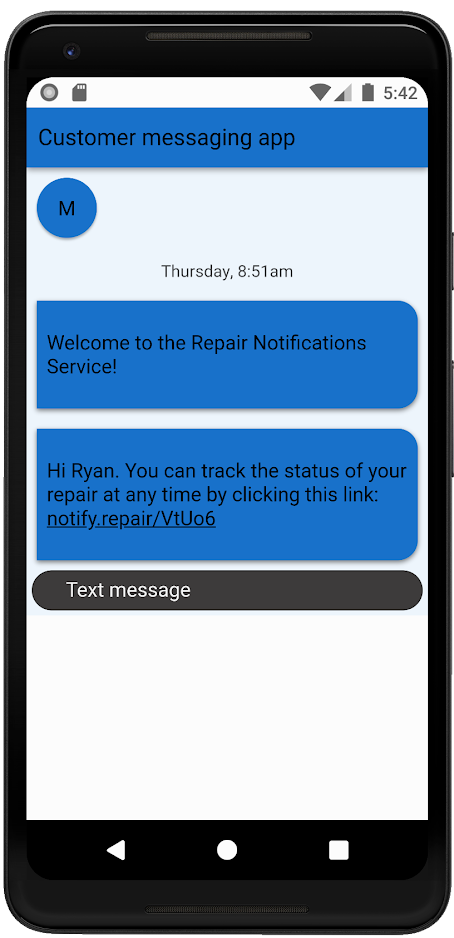 5:42
Customer messaging app
M
Thursday, 8:51am
Welcome to the Repair Notifications
Service!
Hi Ryan. You can track the status of your
repair at any time by clicking this link:
notify.repair/VtUo6
Text message